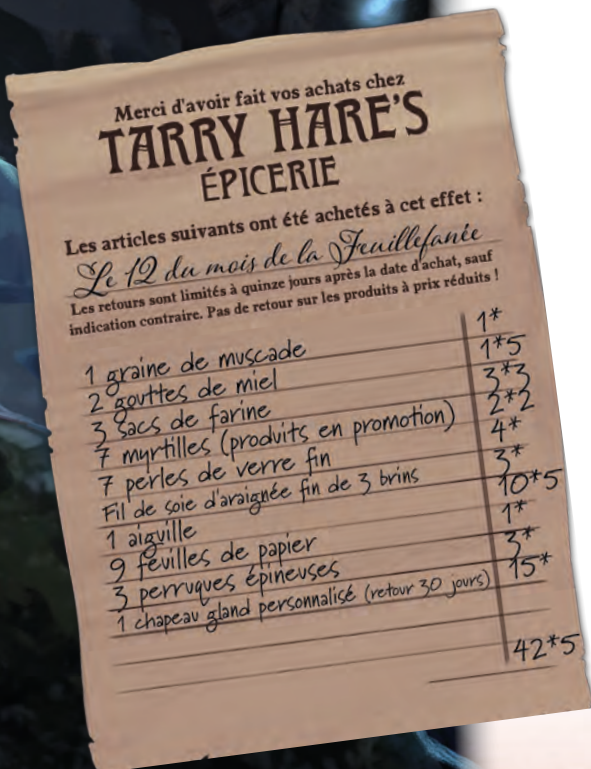 Merci d'avoir fait vos achats chez
TARRY HARE'S
ÉPICERIE
Les articles suivants ont été achetés à cet effet :
Le 12 du mois de la Feuillefanée
Les retours sont limités à quinze jours après la date d'achat, sauf
indication contraire. Pas de retour sur les produits à prix réduits !
1 graine de muscade 1*
2 gouttes de miel 1*5
3 sacs de farine 3*3
7 myrtilles (produits en promotion) 2*2
7 perles de verre fin 4*
Fil de soie d'araignée fin de 3 brins 3*
1 aiguille 10*5
9 feuilles de papier 1*
3 perruques épineuses 3*
1 chapeau gland personnalisé (retour 30 jours) 15*
42*5